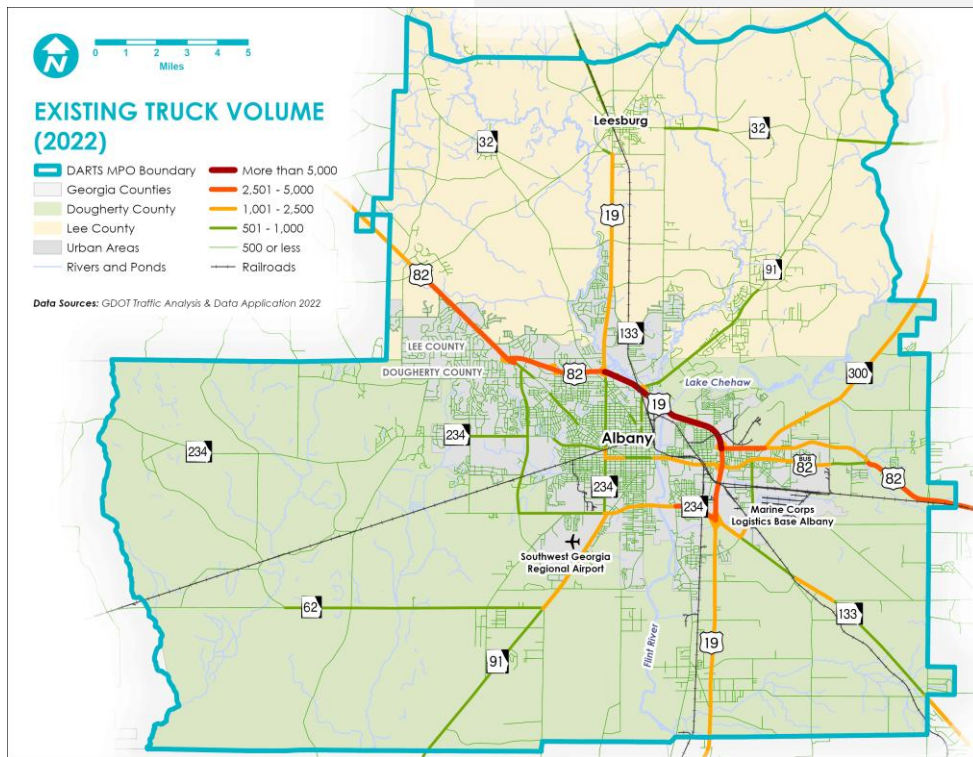 N
0 1 2 3 4 5
Miles
EXISTING TRUCK VOLUME
(2022)
DARTS MPO Boundary
Georgia Counties
Dougherty County
Lee County
Urban Areas
Rivers and Ponds
More than 5,000
2,501 - 5,000
1,001 - 2,500
501 - 1,000
500 or less
Railroads
Data Sources: GDOT Traffic Analysis & Data Application 2022
Leesburg
32
32
19
82
91
133
LEE COUNTY
DOUGHERTY COUNTY
82
Lake Chehaw
300
19
234
234
Albany
BUS
82
82
234
234
Marine Corps
Logistics Base Albany
Southwest Georgia
Regional Airport
62
133
Flint River
19
91